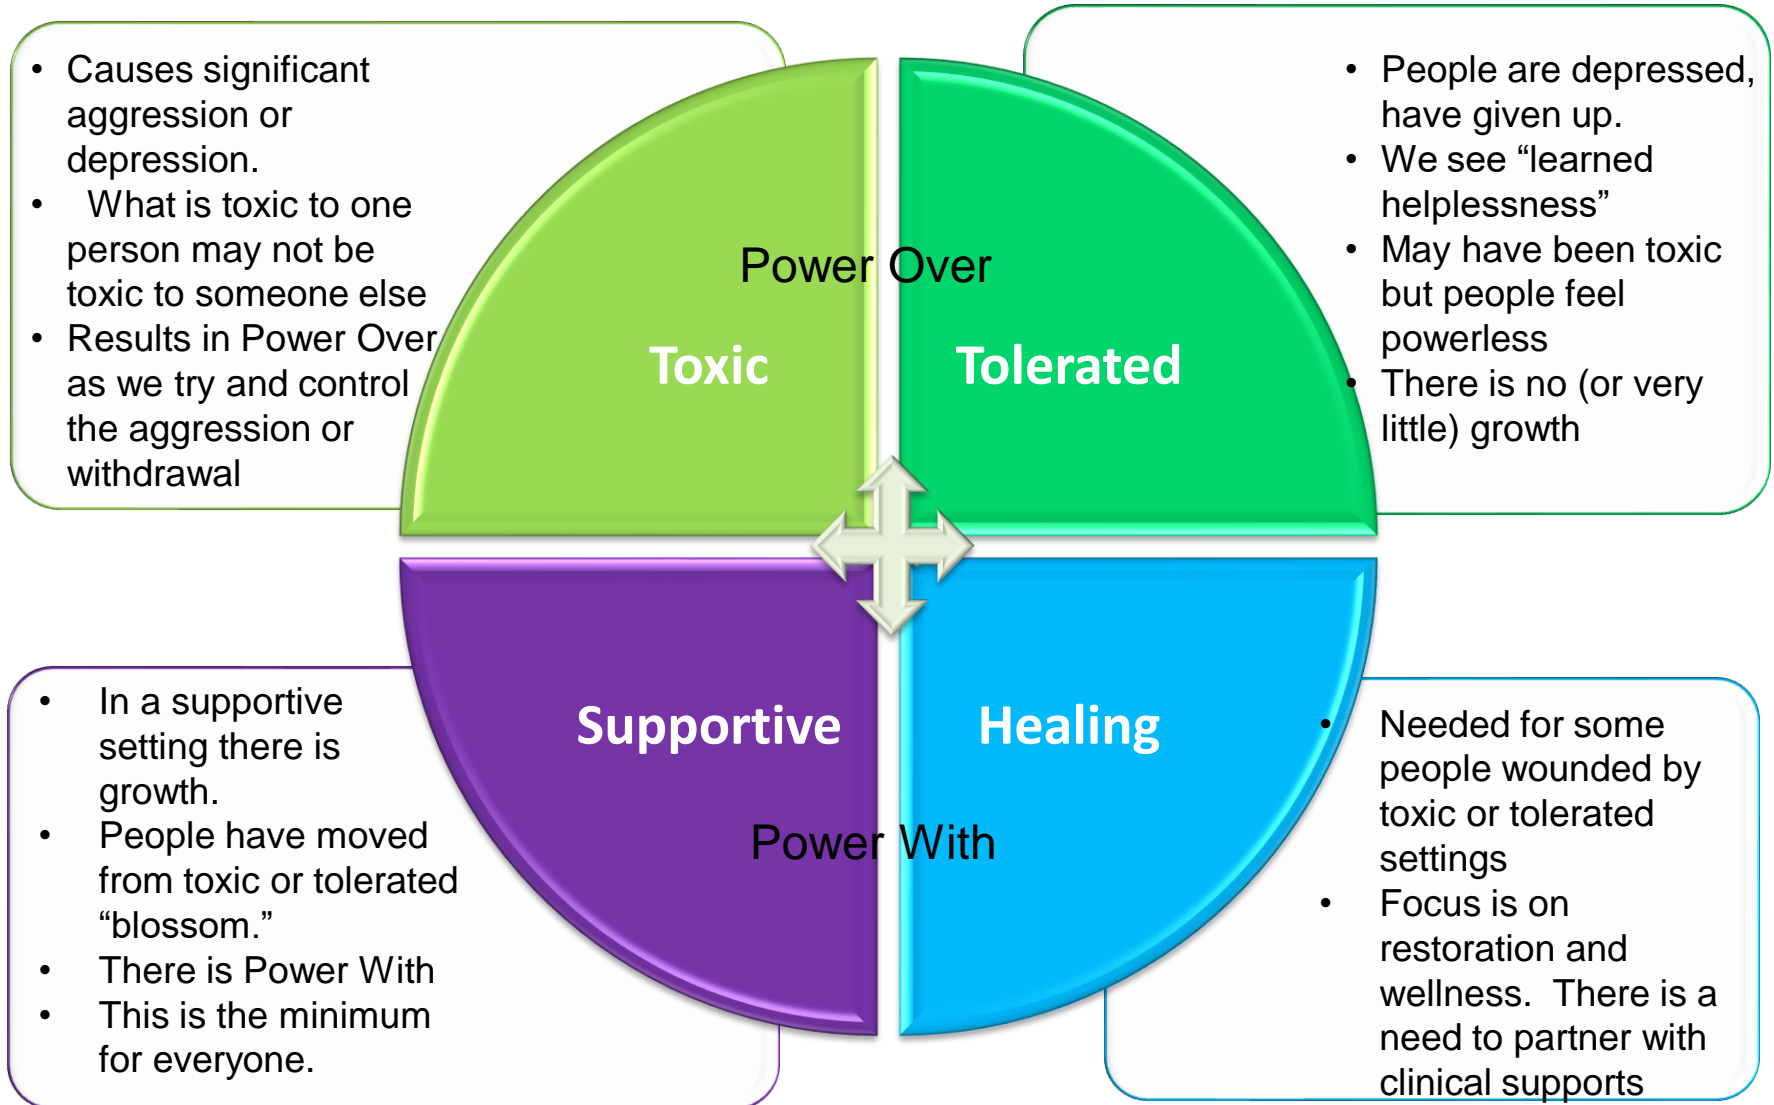 • Causes significant
aggression or
depression.
• What is toxic to one
person may not be
toxic to someone else
• Results in Power Over
as we try and control
the aggression or
withdrawal
• People are depressed,
have given up.
• We see “learned
helplessness”
• May have been toxic
but people feel
powerless
• There is no (or very
little) growth
Power Over
Toxic
Tolerated
Supportive
Healing
Power With
• In a supportive
setting there is
growth.
• People have moved
from toxic or tolerated
“blossom.”
• There is Power With
• This is the minimum
for everyone.
• Needed for some
people wounded by
toxic or tolerated
settings
• Focus is on
restoration and
wellness. There is a
need to partner with
clinical supports